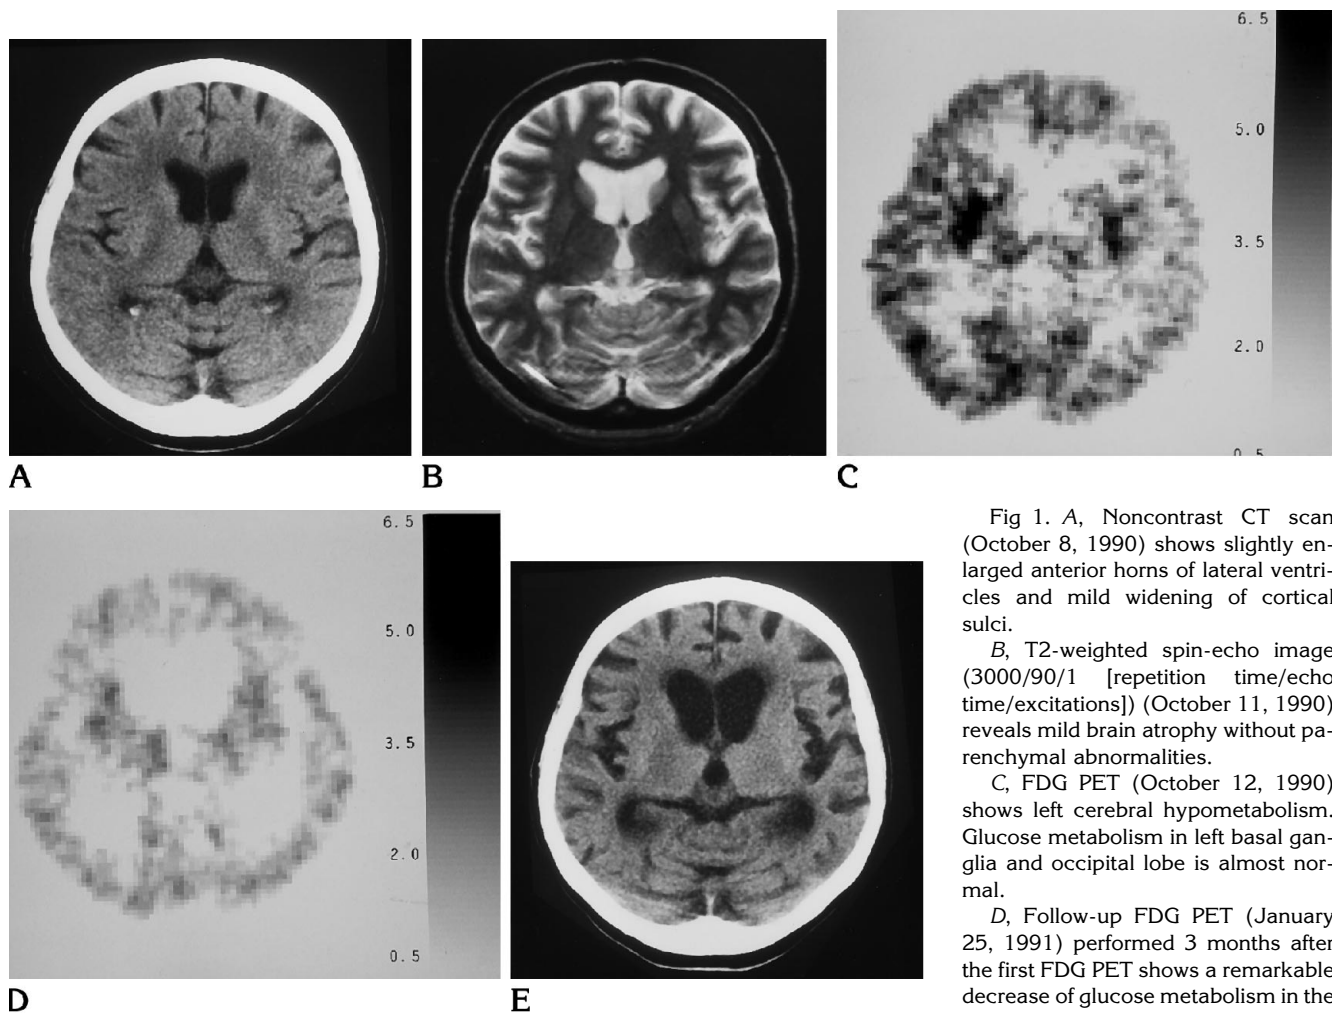 6.5
5.0
3.5
2.0
A
B
C
6.5
5.0
3.5
2.0
0.5
D
E
Fig 1. A, Noncontrast CT scan
(October 8, 1990) shows slightly en-
larged anterior horns of lateral ventri-
cles and mild widening of cortical
sulci.
B, T2-weighted spin-echo image
(3000/90/1 [repetition time/echo
time/excitations]) (October 11, 1990)
reveals mild brain atrophy without pa-
renchymal abnormalities.
C, FDG PET (October 12, 1990)
shows left cerebral hypometabolism.
Glucose metabolism in left basal gan-
glia and occipital lobe is almost nor-
mal.
D, Follow-up FDG PET (January
25, 1991) performed 3 months after
the first FDG PET shows a remarkable
decrease of glucose metabolism in the